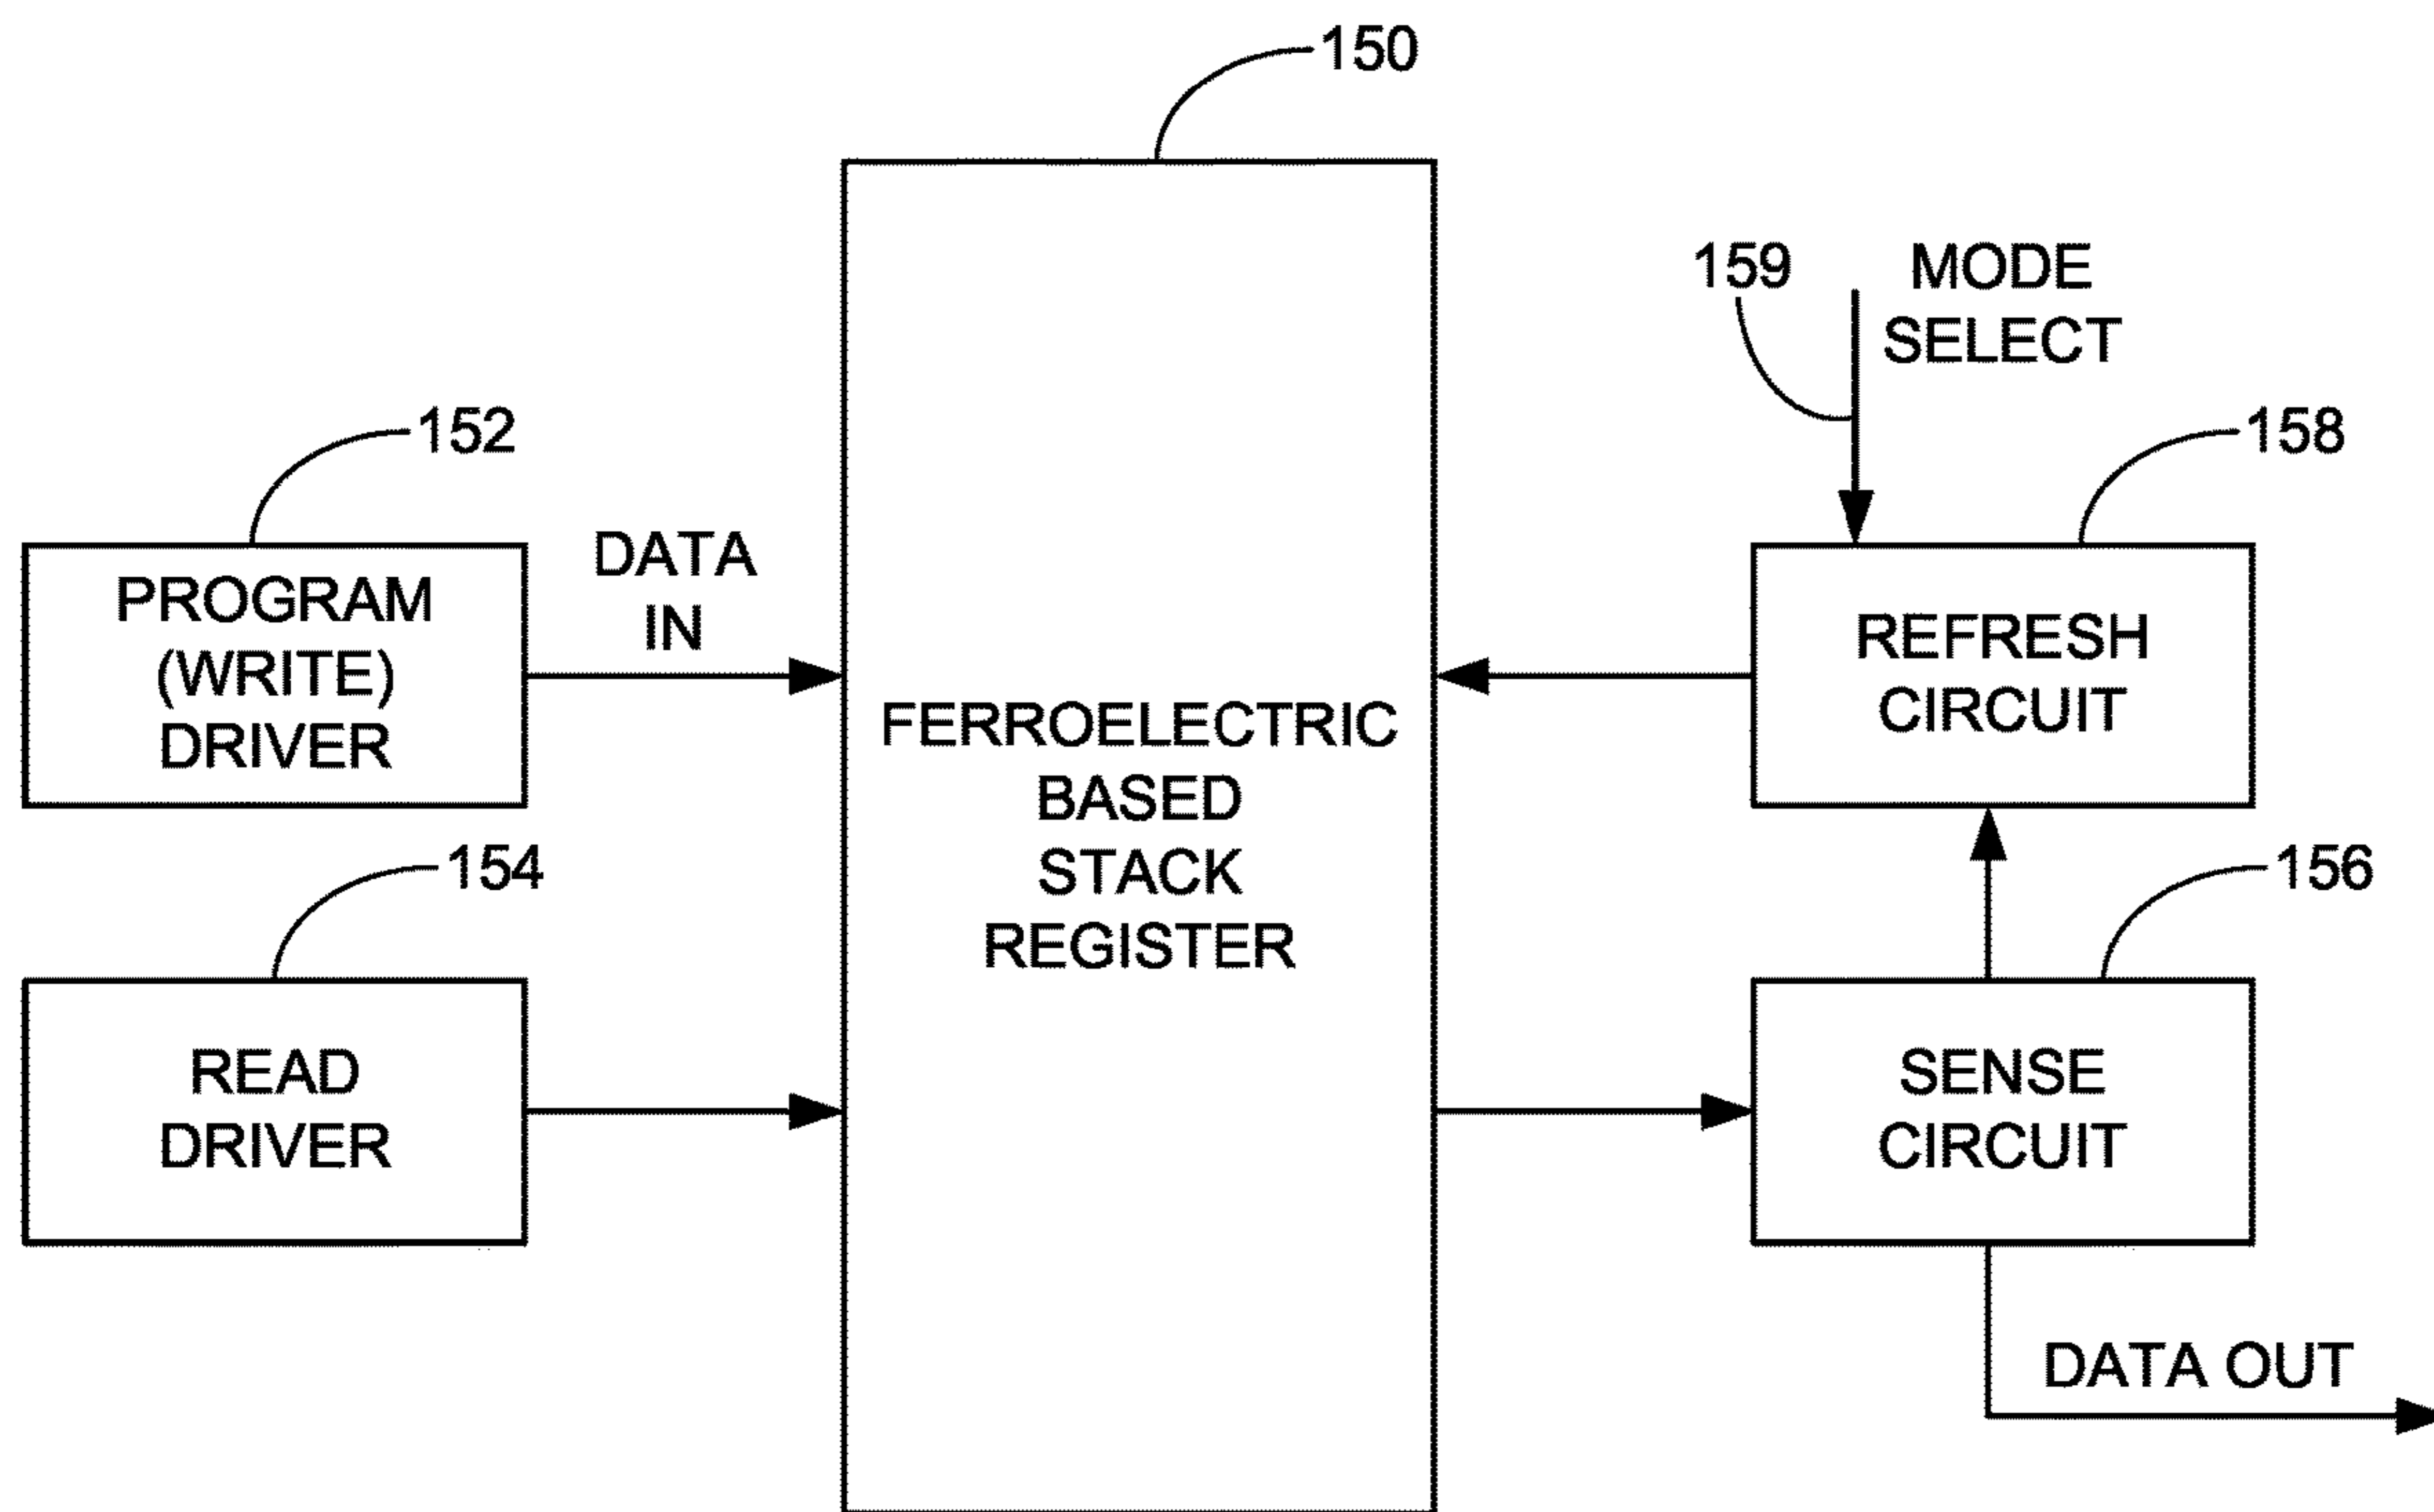 150
159
MODE
SELECT
152
158
DATA
IN
PROGRAM
(WRITE)
DRIVER
REFRESH
CIRCUIT
FERROELECTRIC
BASED
STACK
REGISTER
154
156
READ
DRIVER
SENSE
CIRCUIT
DATA OUT